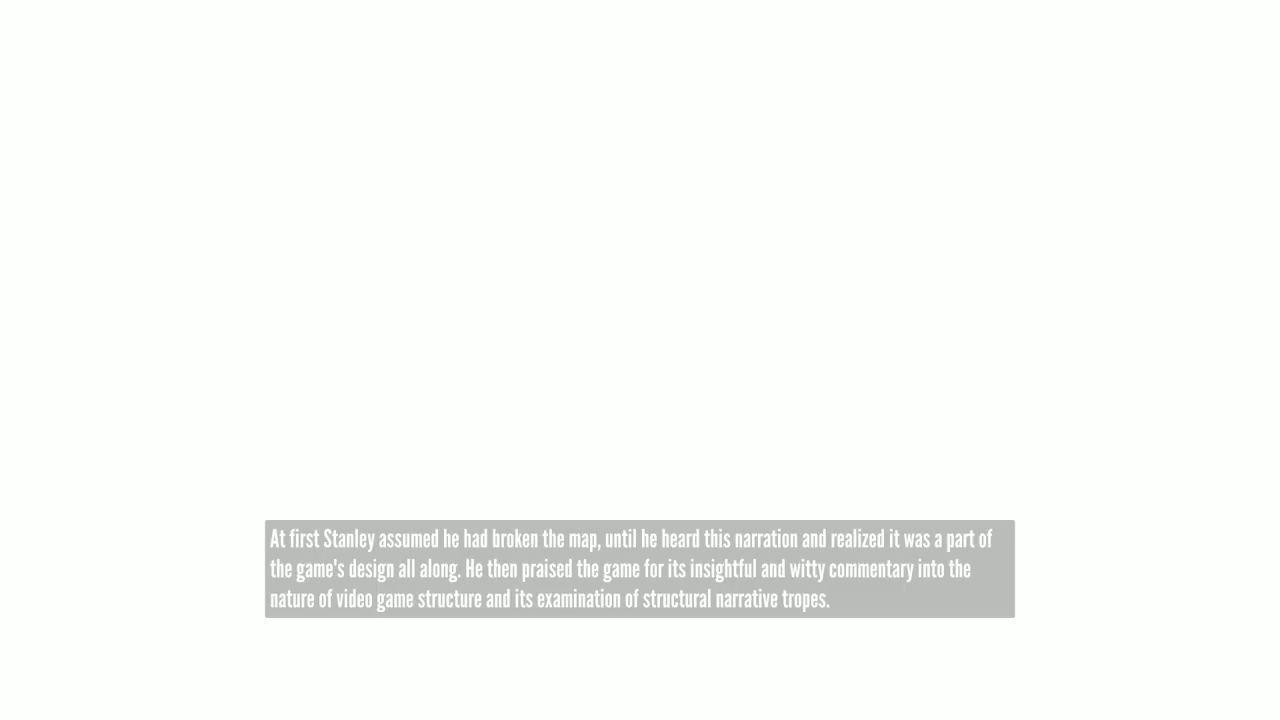 At first Stanley assumed he had broken the map, until he heard this narration and realized it was a part of
the game's design all along. He then praised the game for its insightful and witty commentary into the
nature of video game structure and its examination of structural narrative tropes.